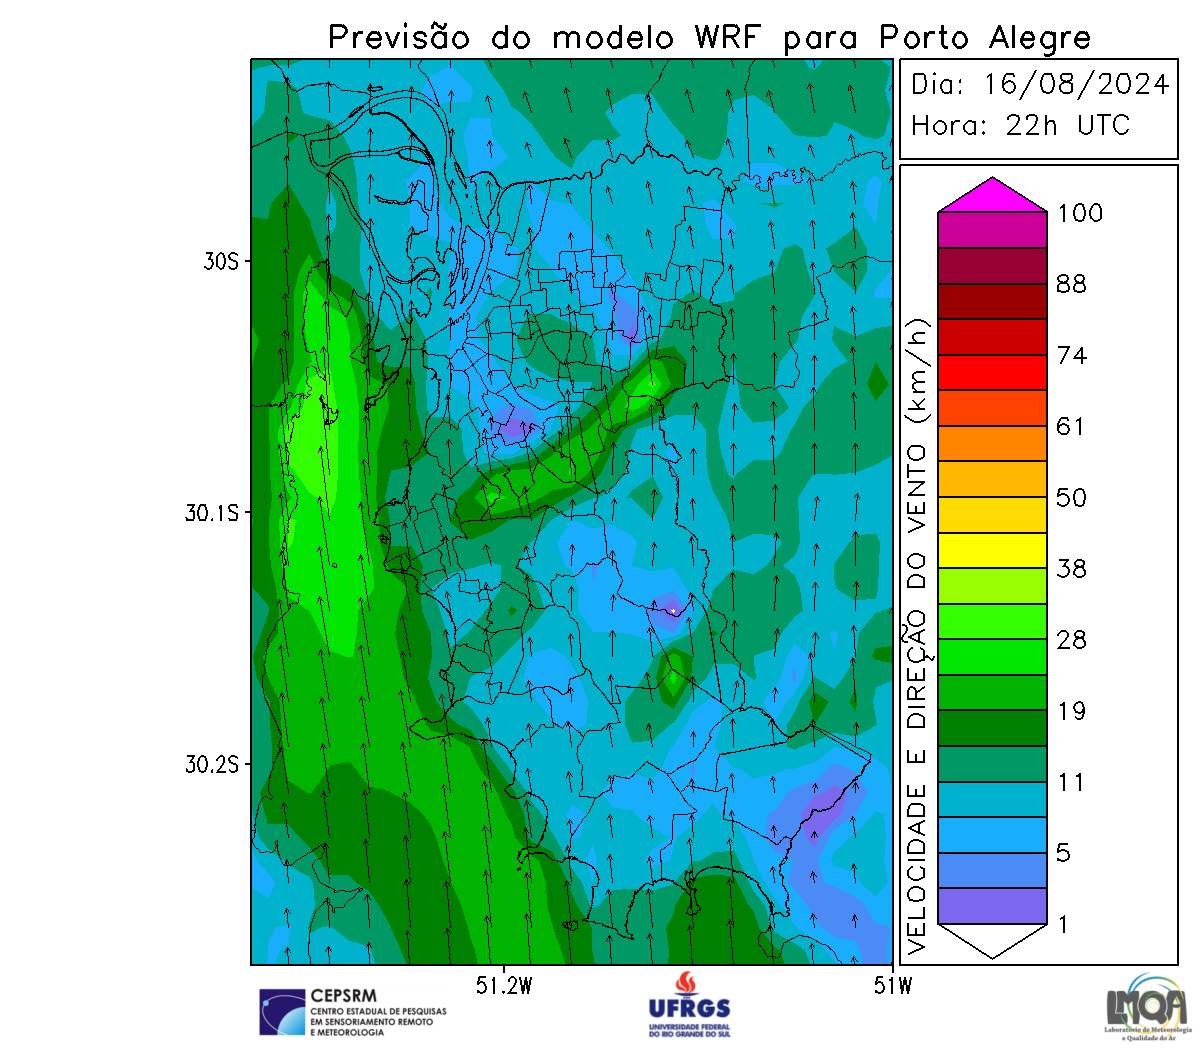 Previsão do modelo WRF para Porto Alegre
Dia: 16/08/2024
Hora: 22h UTC
30S
30.1S
30.2S
51.2W
51W
VELOCIDADE E DIREÇÃO DO VENTO (km/h)
100
88
74
61
50
38
28
19
11
5
1
CEPSRM
CENTRO ESTADUAL DE PESQUISAS
EM SENSORIAMENTO REMOTO
E METEOROLOGIA
UFRGS
UNIVERSIDADE FEDERAL
DO RIO GRANDE DO SUL
LMQA
Laboratório de Meteorologia
e Qualidade do Ar